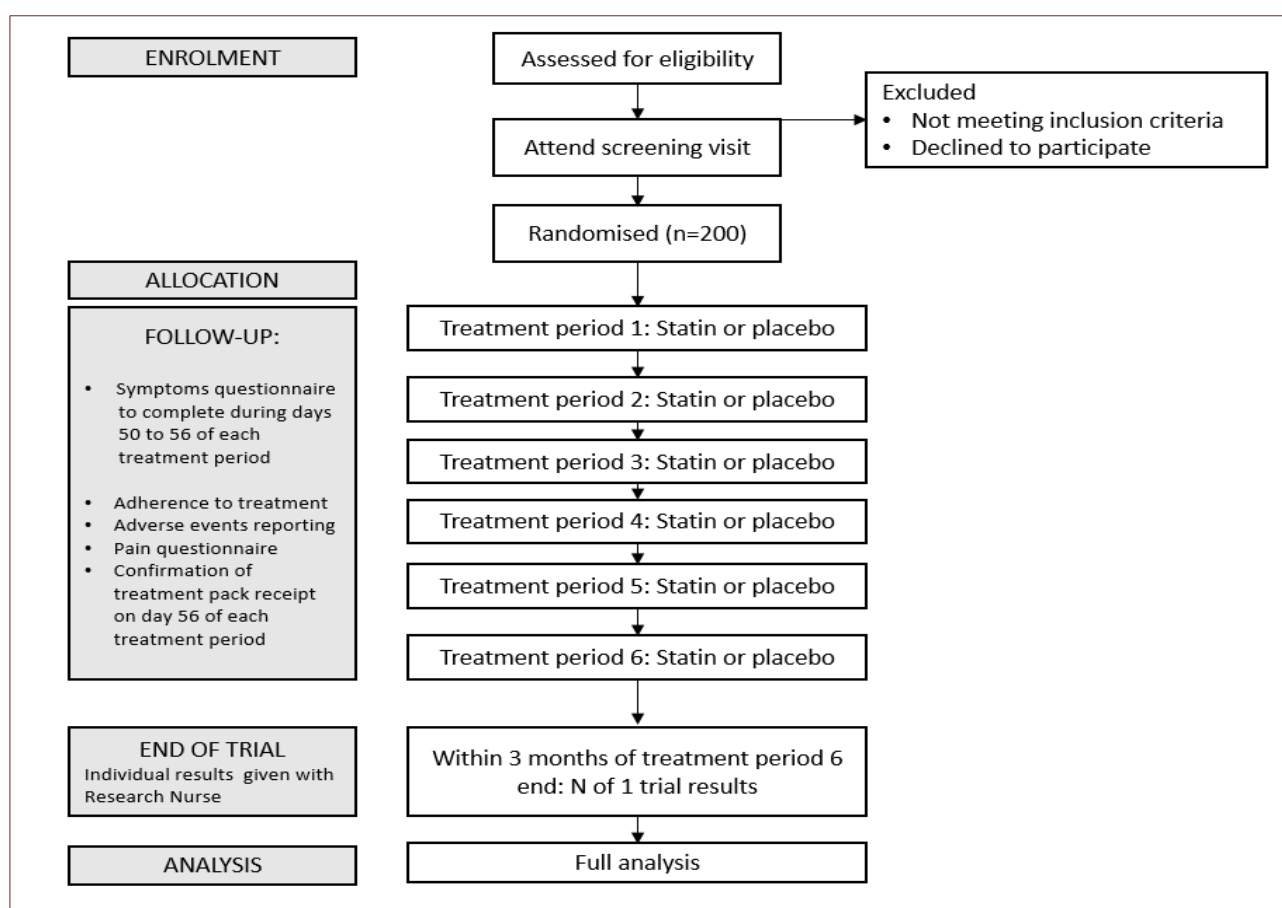 ENROLMENT
Assessed for eligibility
Excluded
• Not meeting inclusion criteria
• Declined to participate
Attend screening visit
Randomised (n=200)
ALLOCATION
FOLLOW-UP:
• Symptoms questionnaire
to complete during days
50 to 56 of each
treatment period
• Adherence to treatment
• Adverse events reporting
• Pain questionnaire
• Confirmation of
treatment pack receipt
on day 56 of each
treatment period
Treatment period 1: Statin or placebo
Treatment period 2: Statin or placebo
Treatment period 3: Statin or placebo
Treatment period 4: Statin or placebo
Treatment period 5: Statin or placebo
Treatment period 6: Statin or placebo
END OF TRIAL
Individual results given with
Research Nurse
Within 3 months of treatment period 6
end: N of 1 trial results
ANALYSIS
Full analysis